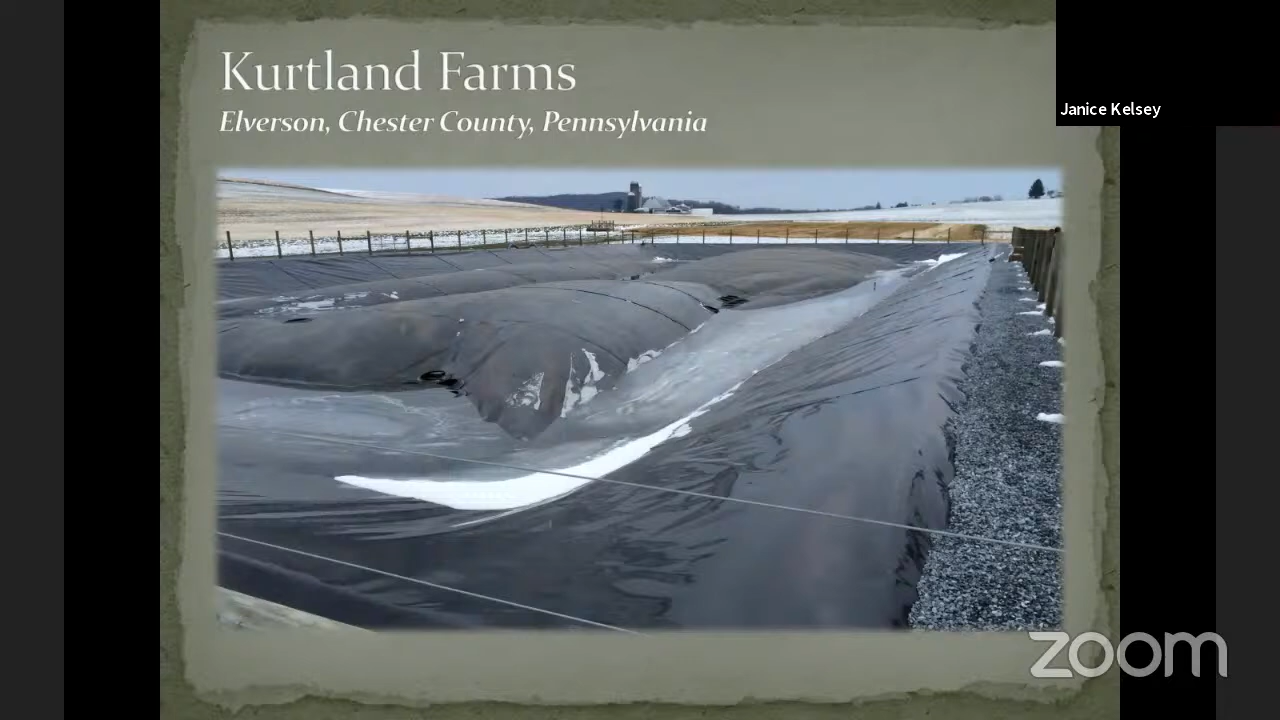 Kurtland Farms
Elverson, Chester County, Pennsylvania
Janice Kelsey
zoom